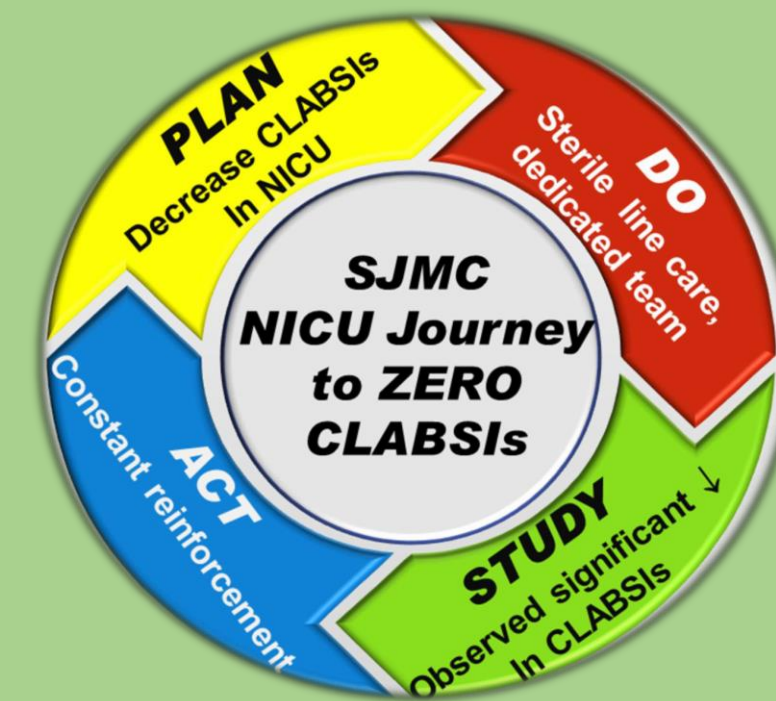 PLAN
Decrease CLABSIs
In NICU
DO
Sterile line care,
dedicated team
SJMC
NICU Journey
to ZERO
CLABSIs
STUDY
Observed significant ↓
In CLABSIs
ACT
Constant reinforcement